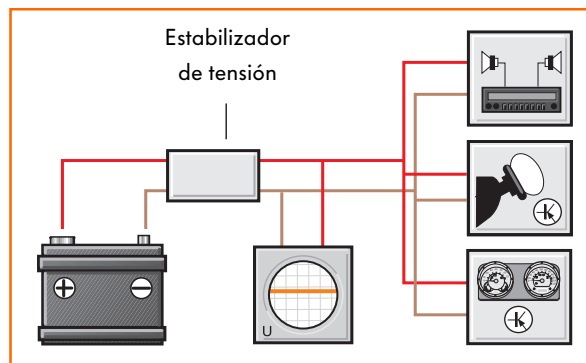 Estabilizador
de tensión
+ −
U